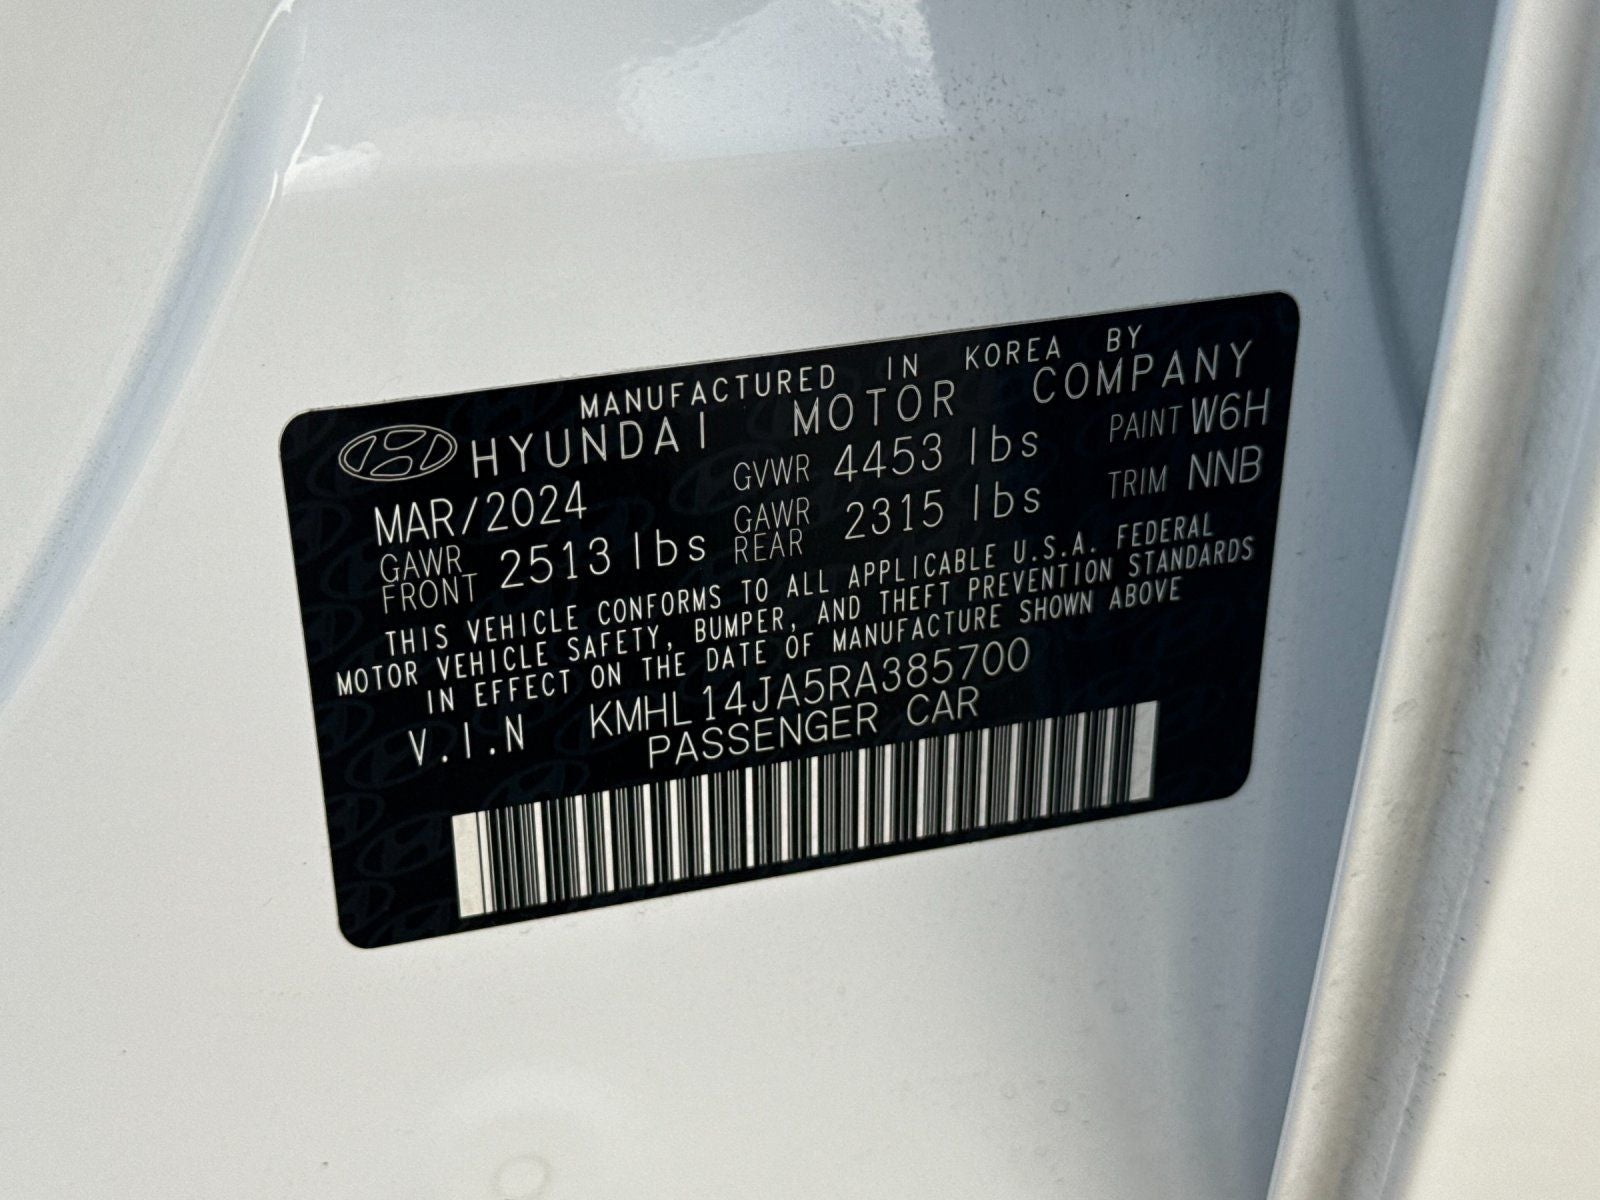 MANUFACTURED IN KOREA BY
HYUNDAI MOTOR COMPANY
MAR/2024 GVWR 4453 lbs PAINT W6H
GAWR FRONT 2513 lbs GAWR REAR 2315 lbs TRIM NNB
THIS VEHICLE CONFORMS TO ALL APPLICABLE U.S.A. FEDERAL
MOTOR VEHICLE SAFETY, BUMPER, AND THEFT PREVENTION STANDARDS
IN EFFECT ON THE DATE OF MANUFACTURE SHOWN ABOVE
V.I.N KMHL14JA5RA385700
PASSENGER CAR